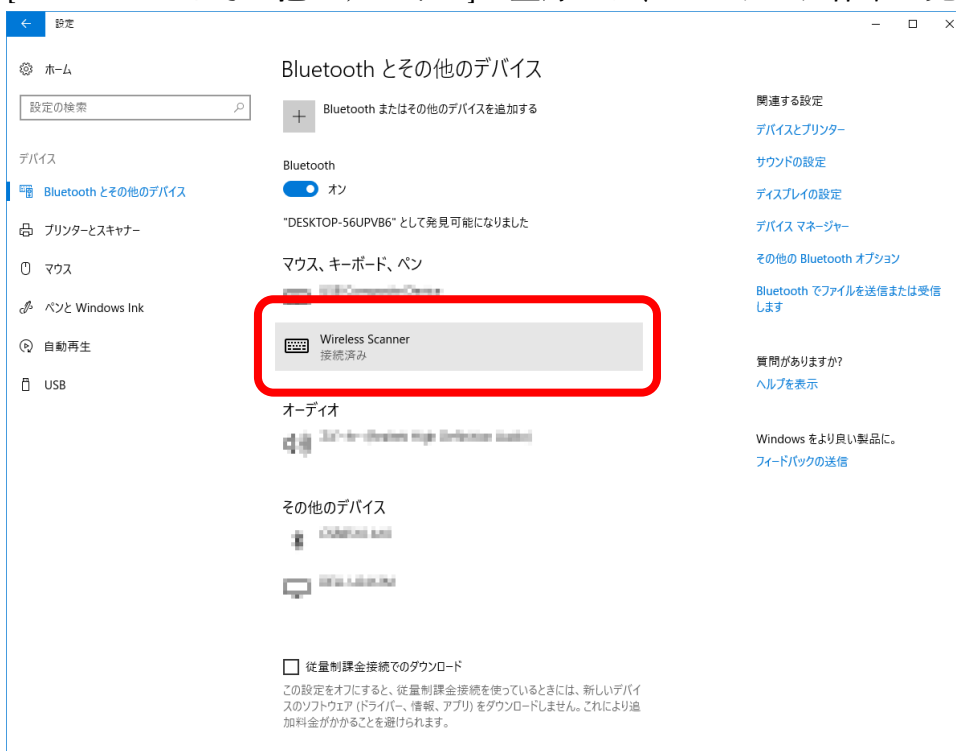 設定
ホーム
設定の検索
デバイス
Bluetooth とその他のデバイス
プリンターとスキャナー
マウス
ペンと Windows Ink
自動再生
USB
Bluetooth とその他のデバイス
Bluetooth またはその他のデバイスを追加する
Bluetooth
オン
"DESKTOP-56UPVB6" として発見可能になりました
マウス、キーボード、ペン
Wireless Scanner
接続済み
オーディオ
その他のデバイス
従量制課金接続でのダウンロード
この設定をオフにすると、従量制課金接続を使っているときには、新しいデバイ
スのソフトウェア (ドライバー、情報、アプリ) をダウンロードしません。これにより追
加料金がかかることを避けられます。
関連する設定
デバイスとプリンター
サウンドの設定
ディスプレイの設定
デバイス マネージャー
その他の Bluetooth オプション
Bluetooth でファイルを送信または受信
します
質問がありますか?
ヘルプを表示
Windows をより良い製品に。
フィードバックの送信